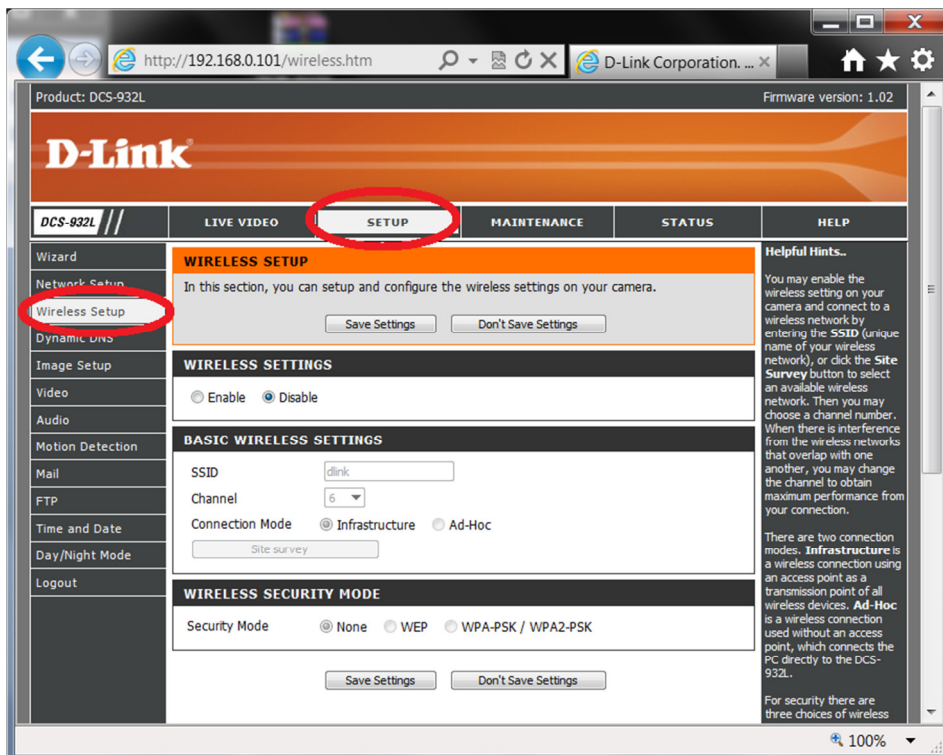 http://192.168.0.101/wireless.htm
D-Link Corporation. ...
Product: DCS-932L
Firmware version: 1.02
D-Link
DCS-932L
LIVE VIDEO
SETUP
MAINTENANCE
STATUS
HELP
Wizard
Network Setup
Wireless Setup
Dynamic DNS
Image Setup
Video
Audio
Motion Detection
Mail
FTP
Time and Date
Day/Night Mode
Logout
WIRELESS SETUP
In this section, you can setup and configure the wireless settings on your camera.
Save Settings
Don't Save Settings
WIRELESS SETTINGS
Enable
Disable
BASIC WIRELESS SETTINGS
SSID
dlink
Channel
6
Connection Mode
Infrastructure
Ad-Hoc
Site survey
WIRELESS SECURITY MODE
Security Mode
None
WEP
WPA-PSK / WPA2-PSK
Save Settings
Don't Save Settings
Helpful Hints..
You may enable the
wireless setting on your
camera and connect to a
wireless network by
entering the SSID (unique
name of your wireless
network), or click the Site
Survey button to select
an available wireless
network. Then you may
choose a channel number.
When there is interference
from the wireless networks
that overlap with one
another, you may change
the channel to obtain
maximum performance from
your connection.
There are two connection
modes. Infrastructure is
a wireless connection using
an access point as a
transmission point of all
wireless devices. Ad-Hoc
is a wireless connection
used without an access
point, which connects the
PC directly to the DCS-
932L.
For security there are
three choices of wireless
100%